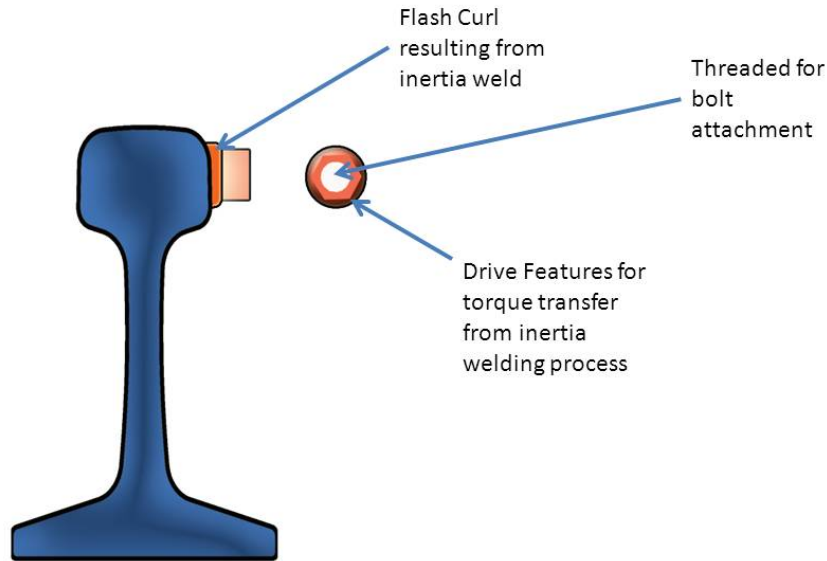 Flash Curl
resulting from
inertia weld
Threaded for
bolt
attachment
Drive Features for
torque transfer
from inertia
welding process